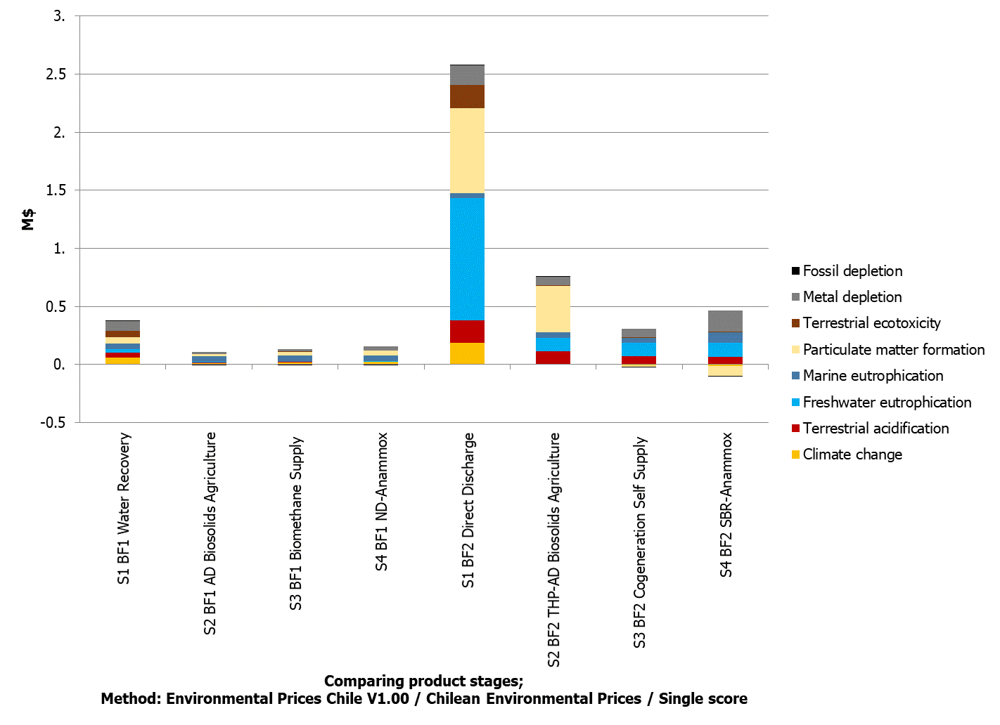 3.
2.5
2.
1.5
1.
0.5
0.
-0.5
M$
S1 BF1 Water Recovery
S2 BF1 AD Biosolids Agriculture
S3 BF1 Biomethane Supply
S4 BF1 ND-Anammox
S1 BF2 Direct Discharge
S2 BF2 THP-AD Biosolids Agriculture
S3 BF2 Cogeneration Self Supply
S4 BF2 SBR-Anammox
Fossil depletion
Metal depletion
Terrestrial ecotoxicity
Particulate matter formation
Marine eutrophication
Freshwater eutrophication
Terrestrial acidification
Climate change
Comparing product stages;
Method: Environmental Prices Chile V1.00 / Chilean Environmental Prices / Single score